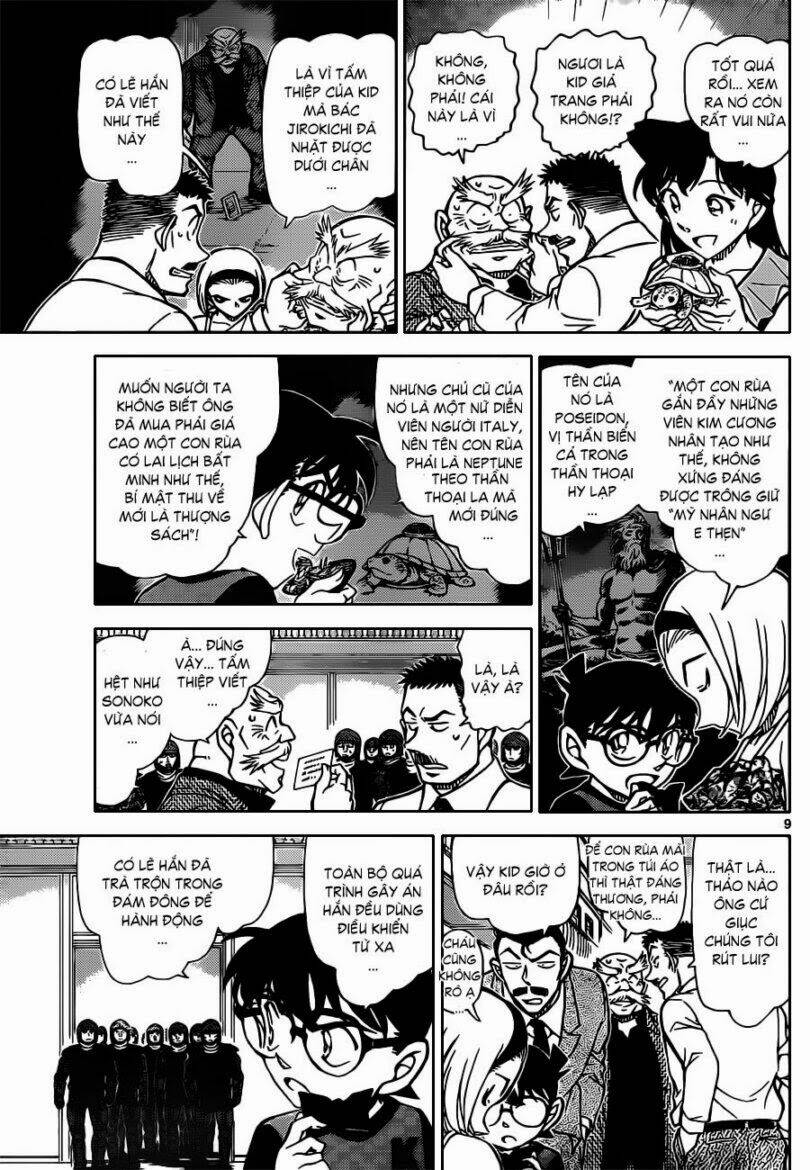 TỐT QUÁ
RỒI... XEM
RA NÓ CÒN
RẤT VUI NỮA
...
NGƯƠI LÀ
KID GIẢ
TRANG PHẢI
KHÔNG!?
KHÔNG,
KHÔNG
PHẢI! CÁI
NÀY LÀ VÌ
...
LÀ VÌ TẤM
THIỆP CỦA KID
MÀ BÁC
JIROKICHI ĐÃ
NHẶT ĐƯỢC
DƯỚI CHÂN
...
CÓ LẼ HẮN
ĐÃ VIẾT
NHƯ THẾ
NÀY
...
"MỘT CON RÙA
GẮN ĐẦY NHỮNG
VIÊN KIM CƯƠNG
NHÂN TẠO NHƯ
THẾ, KHÔNG
XỨNG ĐÁNG
ĐƯỢC TRÔNG GIỮ
"MỸ NHÂN NGƯ
E THẸN"
...
TÊN CỦA
NÓ LÀ
POSEIDON,
VỊ THẦN BIỂN
CẢ TRONG
THẦN THOẠI
HY LẠP
...
NHƯNG CHỦ CŨ CỦA
NÓ LÀ MỘT NỮ DIỄN
VIÊN NGƯỜI ITALY,
NÊN TÊN CON RÙA
PHẢI LÀ NEPTUNE
THEO THẦN
THOẠI LA MÃ
MỚI ĐÚNG
...
MUỐN NGƯỜI TA
KHÔNG BIẾT ÔNG
ĐÃ MUA PHẢI GIÁ
CAO MỘT CON RÙA
CÓ LAI LỊCH BẤT
MINH NHƯ THẾ,
BÍ MẬT THU VỀ
MỚI LÀ THƯỢNG
SÁCH"!
LÀ, LÀ
VẬY À?
À... ĐÚNG
VẬY... TẤM
THIỆP VIẾT
...
HỆT NHƯ
SONOKO
VỪA NÓI
...
9
THẬT LÀ...
THẢO NÀO
ÔNG CỨ
GIỤC
CHÚNG TÔI
RÚT LUI?
ĐỂ CON RÙA MÃI
TRONG TÚI ÁO
THÌ THẬT ĐÁNG
THƯƠNG, PHẢI
KHÔNG...
VẬY KID GIỜ Ở
ĐÂU RỒI?
CHÁU
CŨNG
KHÔNG
RÕ Ạ
TOÀN BỘ QUÁ
TRÌNH GÂY ÁN
HẮN ĐỀU DÙNG
ĐIỀU KHIỂN
TỪ XA
...
CÓ LẼ HẮN ĐÃ
TRÀ TRỘN TRONG
ĐÁM ĐÔNG ĐỂ
HÀNH ĐỘNG
...